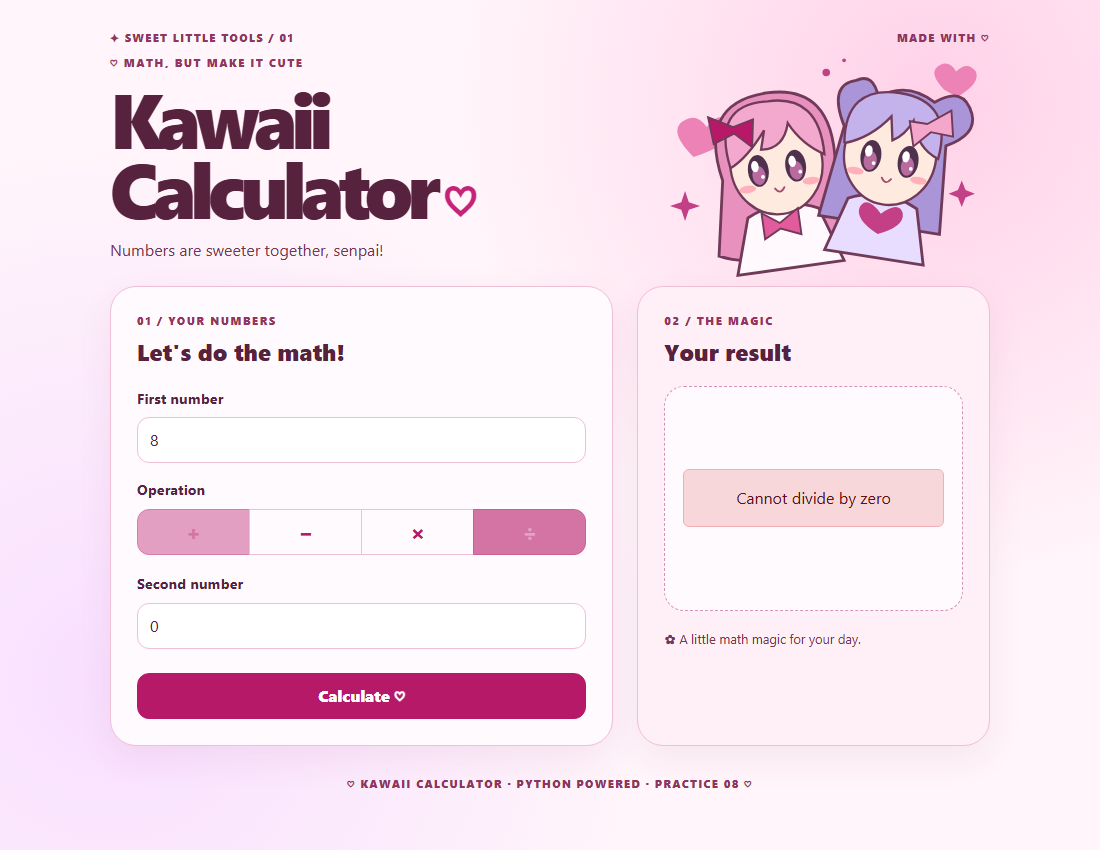 ✦ SWEET LITTLE TOOLS / 01
MADE WITH ♡
♡ MATH, BUT MAKE IT CUTE
Kawaii
Calculator♡
Numbers are sweeter together, senpai!
01 / YOUR NUMBERS
Let's do the math!
First number
8
Operation
+ − × ÷
Second number
0
Calculate ♡
02 / THE MAGIC
Your result
Cannot divide by zero
✿ A little math magic for your day.
♡ KAWAII CALCULATOR · PYTHON POWERED · PRACTICE 08 ♡